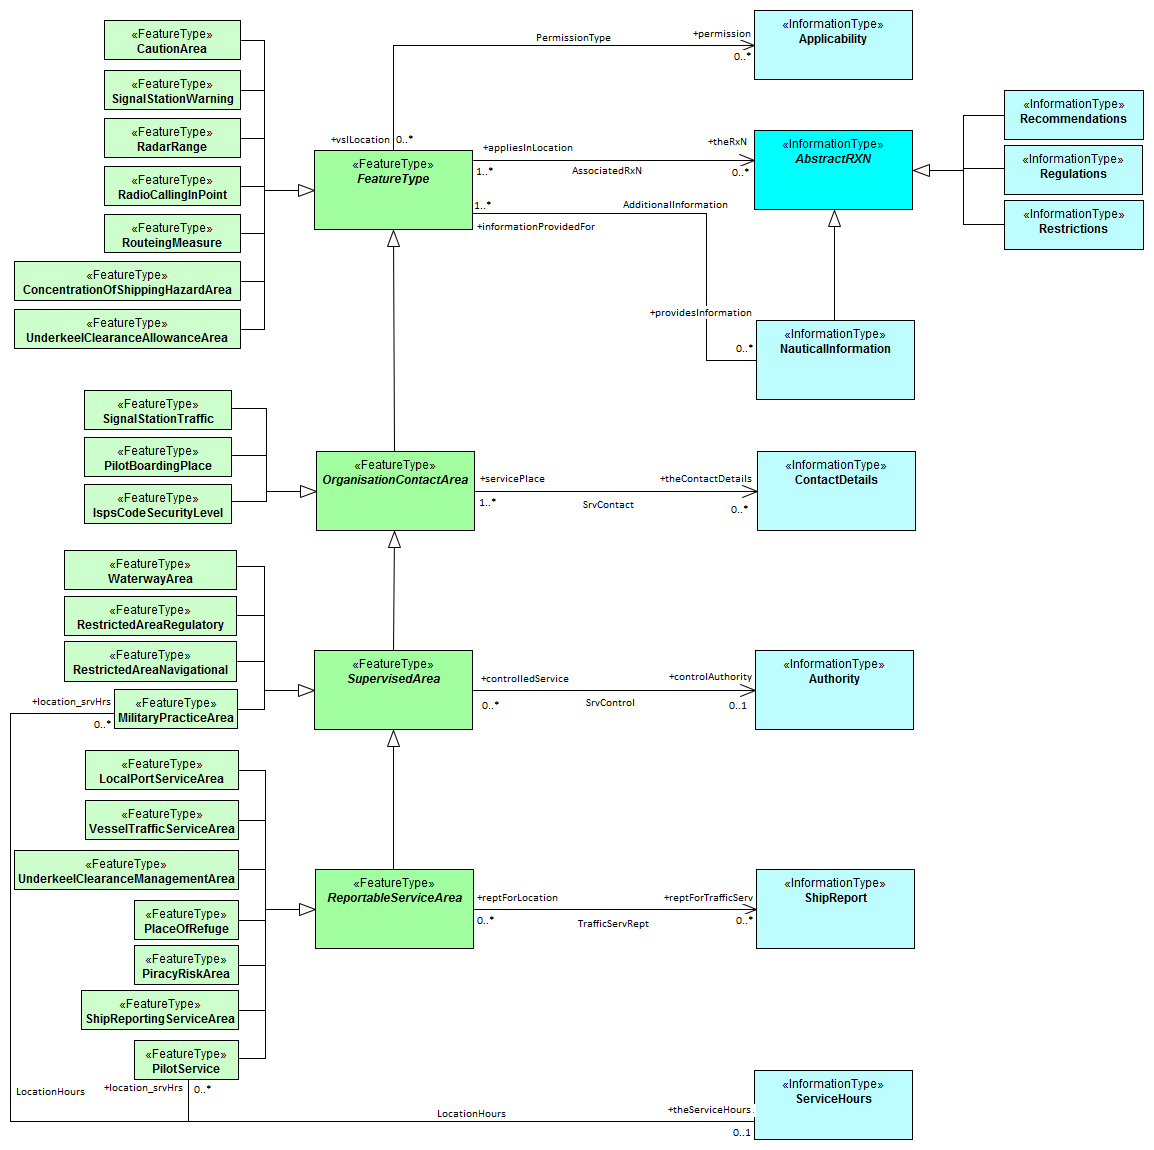 «FeatureType»
CautionArea
«FeatureType»
SignalStationWarning
«FeatureType»
RadarRange
«FeatureType»
RadioCallingInPoint
«FeatureType»
RouteingMeasure
«FeatureType»
ConcentrationOfShippingHazardArea
«FeatureType»
UnderkeelClearanceAllowanceArea
PermissionType
+permission
0..*
«InformationType»
Applicability
+vslLocation
0..*
«FeatureType»
FeatureType
+appliesInLocation
1..*
AssociatedRxN
+theRxN
0..*
«InformationType»
AbstractRXN
«InformationType»
Recommendations
«InformationType»
Regulations
«InformationType»
Restrictions
1..*
+informationProvidedFor
AdditionalInformation
+providesInformation
0..*
«InformationType»
NauticalInformation
«FeatureType»
SignalStationTraffic
«FeatureType»
PilotBoardingPlace
«FeatureType»
IspsCodeSecurityLevel
«FeatureType»
OrganisationContactArea
+servicePlace
1..*
SrvContact
+theContactDetails
0..*
«InformationType»
ContactDetails
«FeatureType»
WaterwayArea
«FeatureType»
RestrictedAreaRegulatory
«FeatureType»
RestrictedAreaNavigational
«FeatureType»
MilitaryPracticeArea
+location_srvHrs
0..*
«FeatureType»
SupervisedArea
+controlledService
0..*
SrvControl
+controlAuthority
0..1
«InformationType»
Authority
«FeatureType»
LocalPortServiceArea
«FeatureType»
VesselTrafficServiceArea
«FeatureType»
UnderkeelClearanceManagementArea
«FeatureType»
PlaceOfRefuge
«FeatureType»
PiracyRiskArea
«FeatureType»
ShipReportingServiceArea
«FeatureType»
PilotService
«FeatureType»
ReportableServiceArea
+reptForLocation
0..*
TrafficServRept
+reptForTrafficServ
0..*
«InformationType»
ShipReport
LocationHours
+location_srvHrs
0..*
LocationHours
+theServiceHours
0..1
«InformationType»
ServiceHours